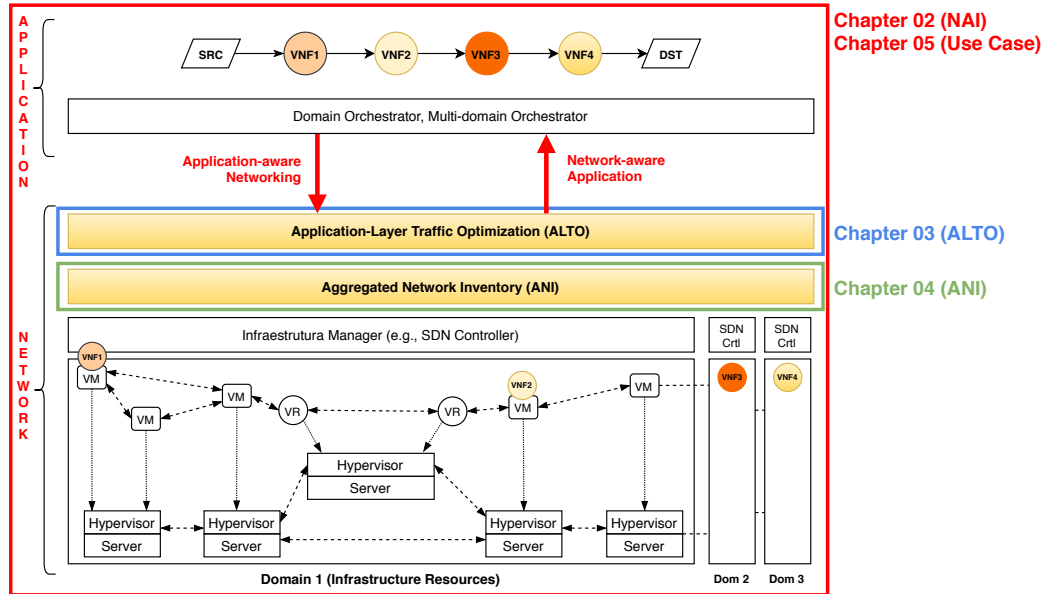 APPLICATION
Chapter 02 (NAI)
Chapter 05 (Use Case)
SRC
VNF1
VNF2
VNF3
VNF4
DST
Domain Orchestrator, Multi-domain Orchestrator
Application-aware
Networking
Network-aware
Application
NETWORK
Application-Layer Traffic Optimization (ALTO)
Chapter 03 (ALTO)
Aggregated Network Inventory (ANI)
Chapter 04 (ANI)
Infraestrutura Manager (e.g., SDN Controller)
SDN
Crtl
SDN
Crtl
VNF1
VM
VM
VM
VR
VR
VNF2
VM
VM
VNF3
VNF4
Hypervisor
Server
Hypervisor
Server
Hypervisor
Server
Hypervisor
Server
Hypervisor
Server
Domain 1 (Infrastructure Resources)
Dom 2
Dom 3